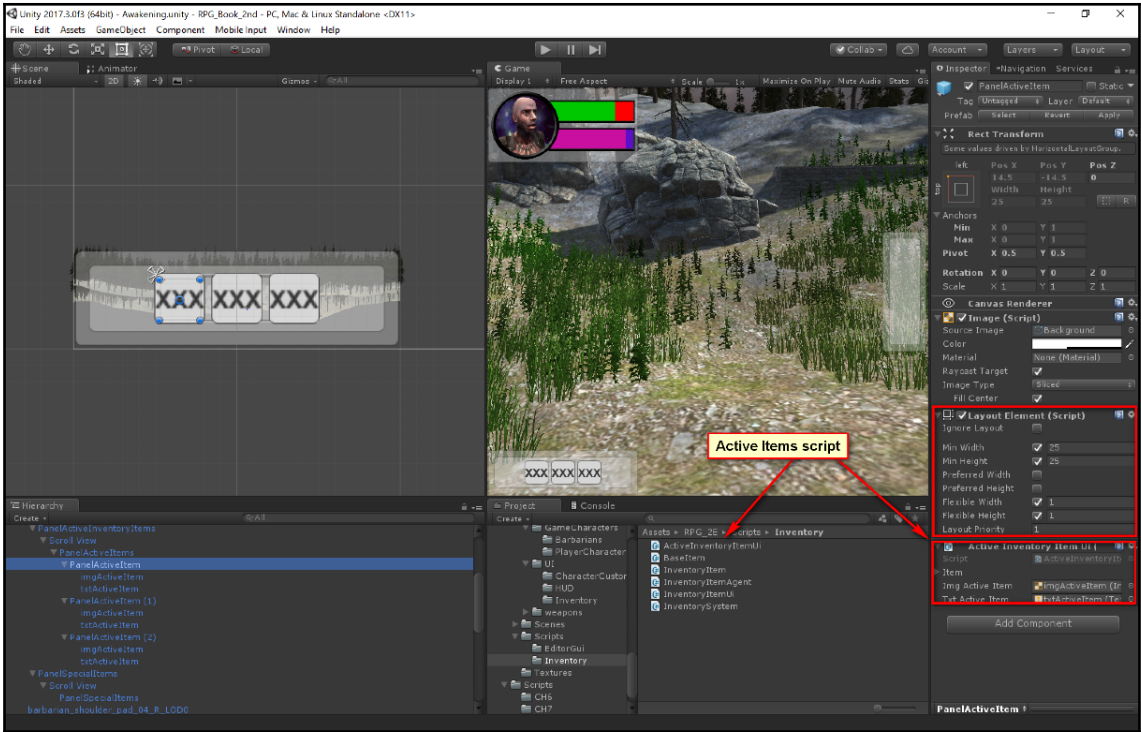 Unity 2017.3.0f3 (64bit) - Awakening.unity - RPG_Book_2nd - PC, Mac & Linux Standalone <DX11>
File Edit Assets GameObject Component Mobile Input Window Help
Pivot Local Collab Account Layers Layout
Scene Animator
Shaded 2D Gizmos All
XXX XXX XXX
Game
Display 1 Free Aspect Scale 1x Maximize On Play Mute Audio Stats Giz
XXX XXX XXX
Active Items script
Inspector Navigation Services
PanelActiveItem Static
Tag Untagged Layer Default
Prefab Select Revert Apply
Rect Transform
Some values driven by HorizontalLayoutGroup.
left Pos X Pos Y Pos Z
top 14.5 -14.5 0
Width Height
25 25 R
Anchors
Min X 0 Y 1
Max X 0 Y 1
Pivot X 0.5 Y 0.5
Rotation X 0 Y 0 Z 0
Scale X 1 Y 1 Z 1
Canvas Renderer
Image (Script)
Source Image Background
Color
Material None (Material)
Raycast Target
Image Type Sliced
Fill Center
Layout Element (Script)
Ignore Layout
Min Width 25
Min Height 25
Preferred Width
Preferred Height
Flexible Width 1
Flexible Height 1
Layout Priority 1
Active Inventory Item Ui (
Script ActiveInventoryIt
Item
Img Active Item imgActiveItem (Im
Txt Active Item txtActiveItem (Te
Add Component
PanelActiveItem
Hierarchy
Create All
PanelActiveInventoryItems
Scroll View
PanelActiveItems
PanelActiveItem
imgActiveItem
txtActiveItem
PanelActiveItem (1)
imgActiveItem
txtActiveItem
PanelActiveItem (2)
imgActiveItem
txtActiveItem
PanelSpecialItems
Scroll View
PanelSpecialItems
barbarian_shoulder_pad_04_R_LOD0
Project Console
Create
GameCharacters
Barbarians
PlayerCharacter
UI
CharacterCustor
HUD
Inventory
weapons
Scenes
Scripts
EditorGui
Inventory
Textures
Scripts
CH6
CH7
Assets RPG_2E Scripts Inventory
ActiveInventoryItemUi
BaseItem
InventoryItem
InventoryItemAgent
InventoryItemUi
InventorySystem